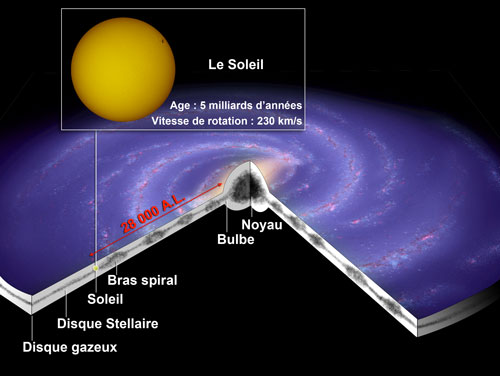 Le Soleil
Age : 5 milliards d'années
Vitesse de rotation : 230 km/s
28 000 A.L.
Noyau
Bulbe
Bras spiral
Soleil
Disque Stellaire
Disque gazeux